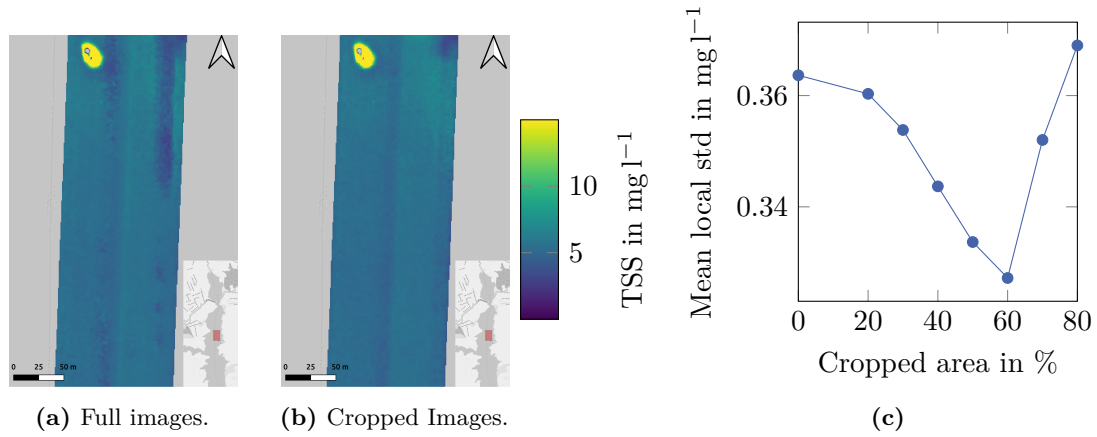 0 25 50 m
0 25 50 m
10
5
TSS in mg l−1
Mean local std in mg l−1
0.36
0.34
0 20 40 60 80
Cropped area in %
(a) Full images.
(b) Cropped Images.
(c)